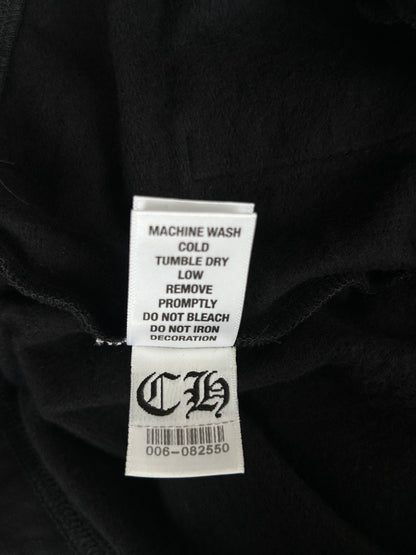 MACHINE WASH
COLD
TUMBLE DRY
LOW
REMOVE
PROMPTLY
DO NOT BLEACH
DO NOT IRON
DECORATION
CH
006-082550